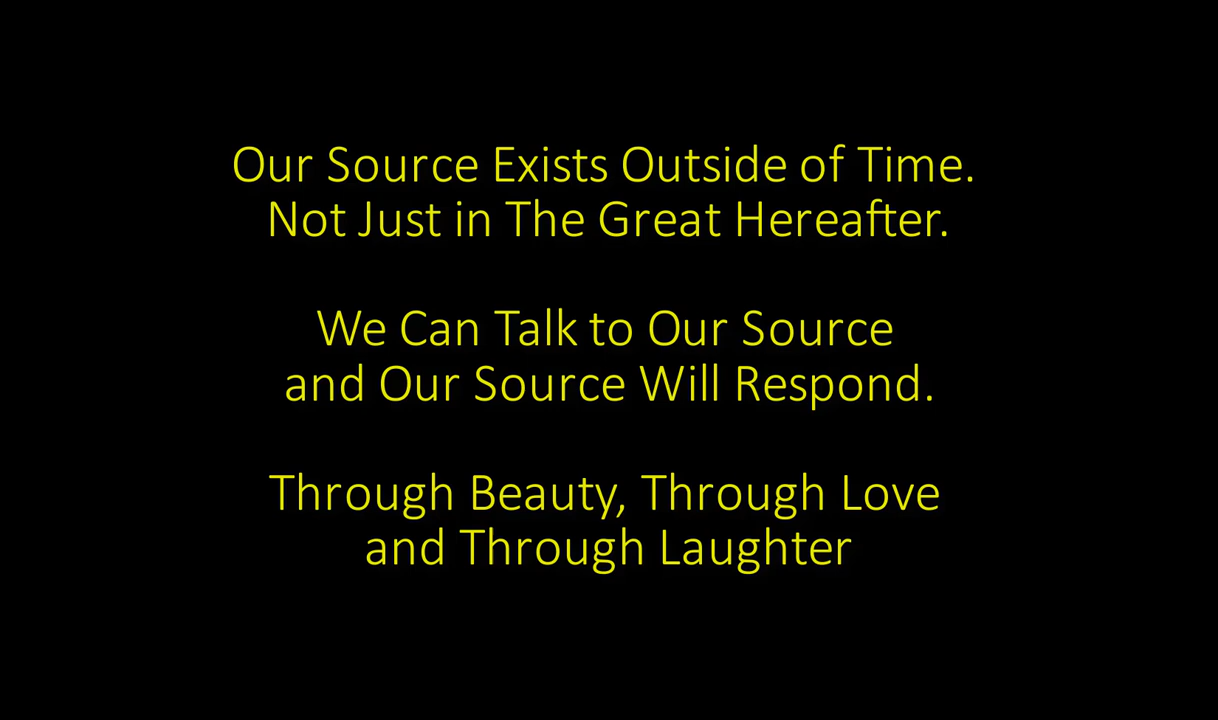 Our Source Exists Outside of Time.
Not Just in The Great Hereafter.
We Can Talk to Our Source
and Our Source Will Respond.
Through Beauty, Through Love
and Through Laughter